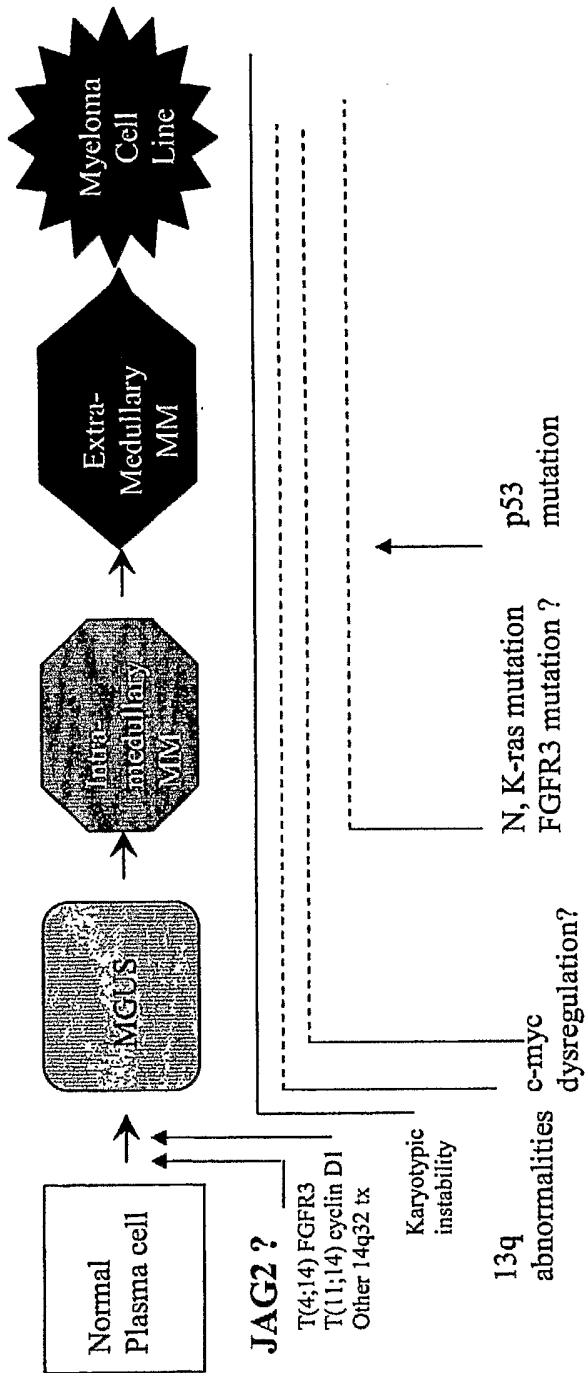 Normal
Plasma cell
MGUS
Intra-
medullary
MM
Extra-
Medullary
MM
Myeloma
Cell
Line
JAG2 ?
T(4;14) FGFR3
T(11;14) cyclin D1
Other 14q32 tx
Karyotypic
instability
13q
abnormalities
c-myc
dysregulation?
N, K-ras mutation
FGFR3 mutation ?
p53
mutation